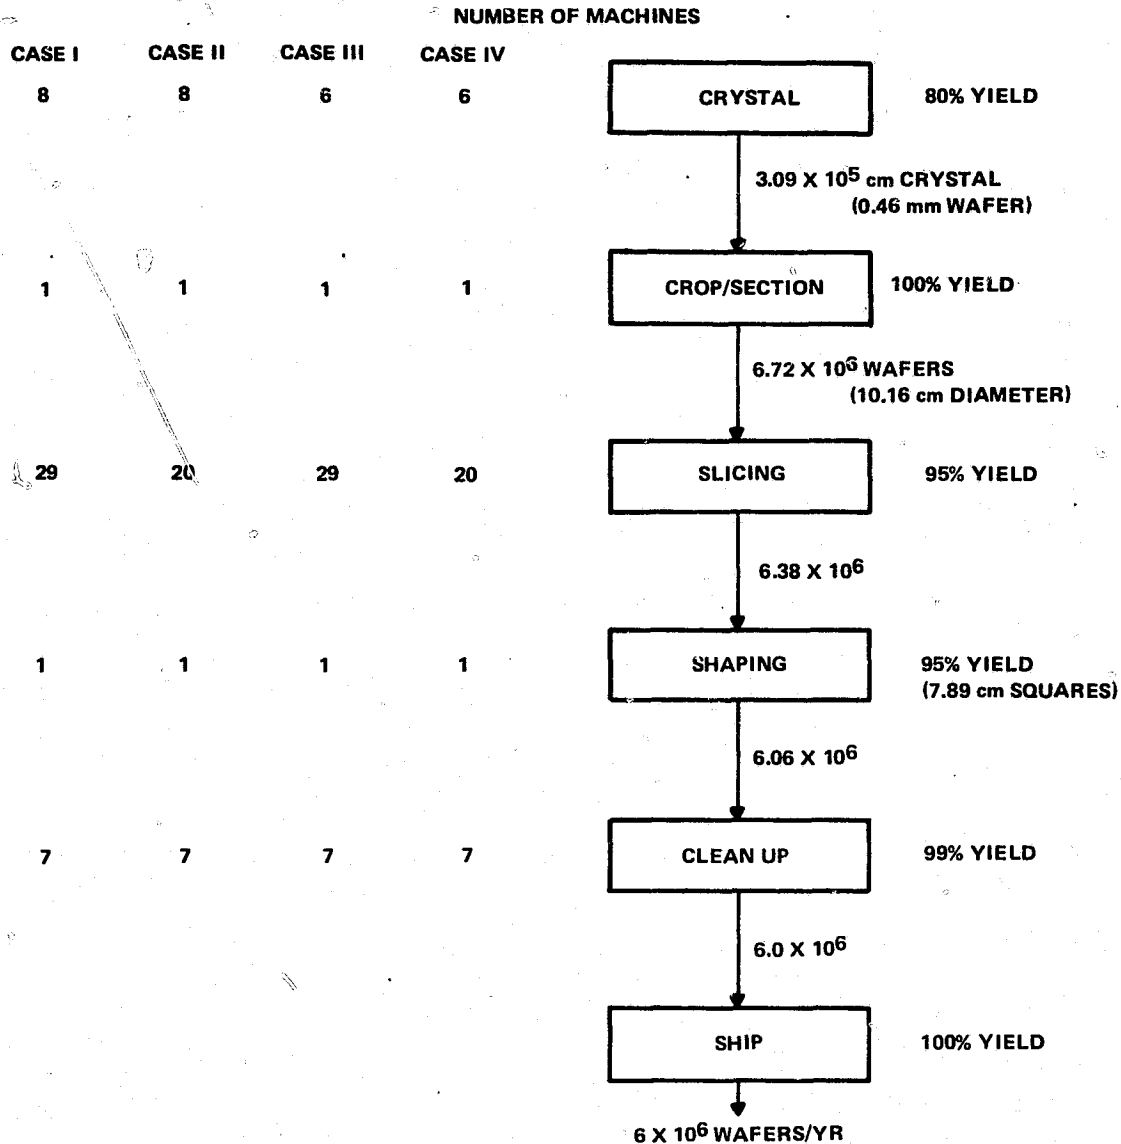 NUMBER OF MACHINES
CASE I CASE II CASE III CASE IV
8 8 6 6 CRYSTAL 80% YIELD
3.09 X 10^5 cm CRYSTAL
(0.46 mm WAFER)
1 1 1 1 CROP/SECTION 100% YIELD
6.72 X 10^6 WAFERS
(10.16 cm DIAMETER)
29 20 29 20 SLICING 95% YIELD
6.38 X 10^6
1 1 1 1 SHAPING 95% YIELD
(7.89 cm SQUARES)
6.06 X 10^6
7 7 7 7 CLEAN UP 99% YIELD
6.0 X 10^6
SHIP 100% YIELD
6 X 10^6 WAFERS/YR